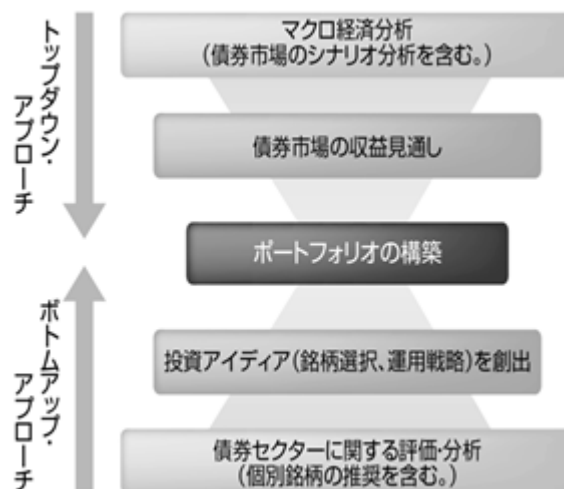 トップダウン・
アプローチ
マクロ経済分析
(債券市場のシナリオ分析を含む。)
債券市場の収益見通し
ポートフォリオの構築
ボトムアップ・
アプローチ
投資アイディア(銘柄選択、運用戦略)を創出
債券セクターに関する評価・分析
(個別銘柄の推奨を含む。)